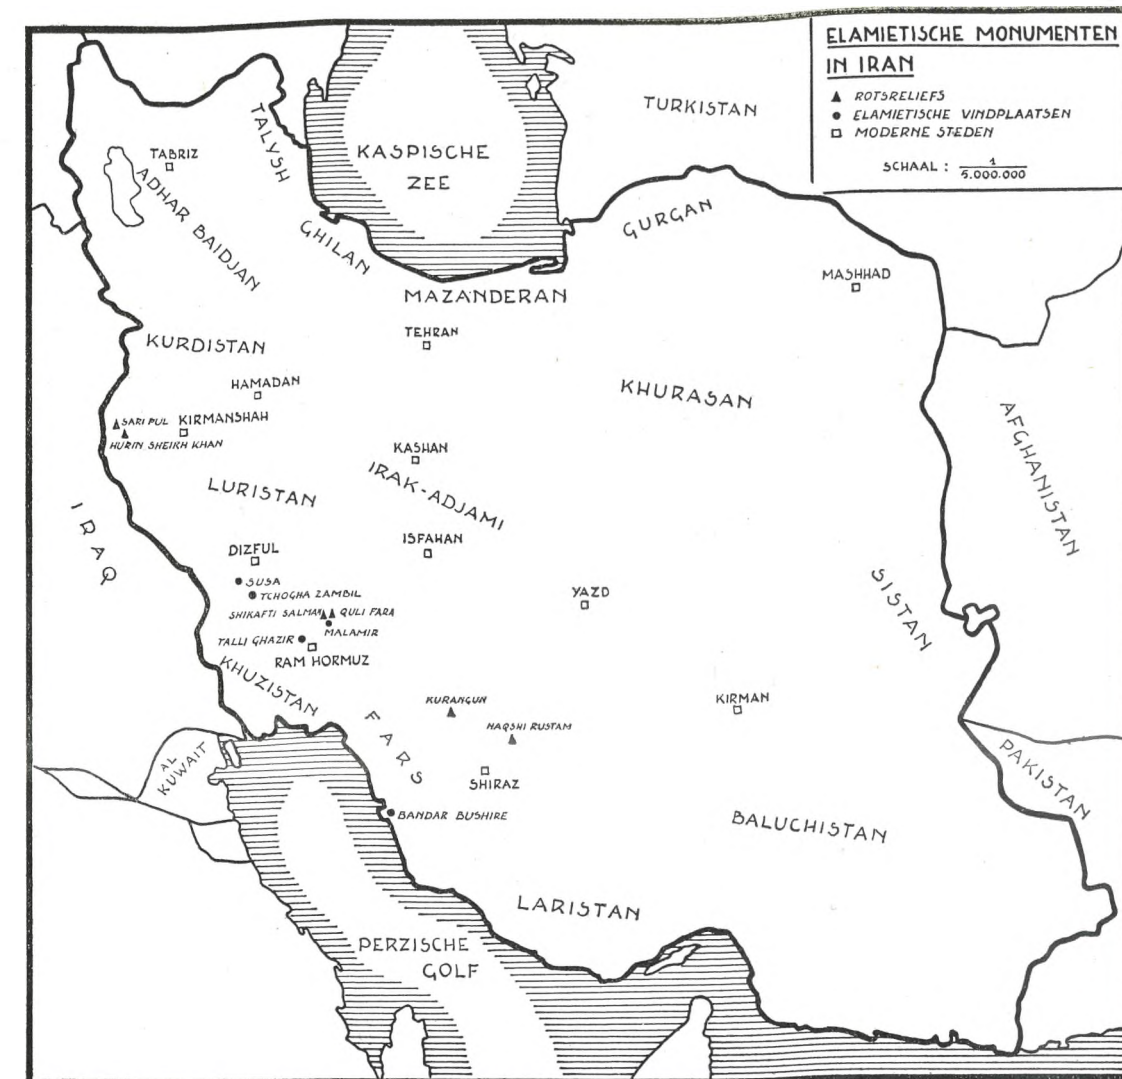 ELAMIETISCHE MONUMENTEN
IN IRAN
ROTSRELIEFS
ELAMIETISCHE VINDPLAATSEN
MODERNE STEDEN
SCHAAL : 1
5.000.000
TURKISTAN
TALYSH
KASPISCHE
ZEE
TABRIZ
ADHAR BAIDJAN
GHILAN
GURGAN
MASHHAD
MAZANDERAN
TEHRAN
KURDISTAN
HAMADAN
KHURASAN
SARI PUL
KIRMANSHAH
HURIN SHEIKH KHAN
AFGHANISTAN
KASHAN
IRAK-ADJAMI
LURISTAN
IRAQ
ISFAHAN
DIZFUL
SUSA
TCHOGHA ZAMBIL
YAZD
SISTAN
SHIKAFTI SALMAN
QULI FARA
MALAMIR
TALLI GHAZIR
RAM HORMUZ
KHUZISTAN
KURANGUN
KIRMAN
FARS
NAQSHI RUSTAM
AL
KUWAIT
SHIRAZ
PAKISTAN
BANDAR BUSHIRE
BALUCHISTAN
LARISTAN
PERZISCHE
GOLF